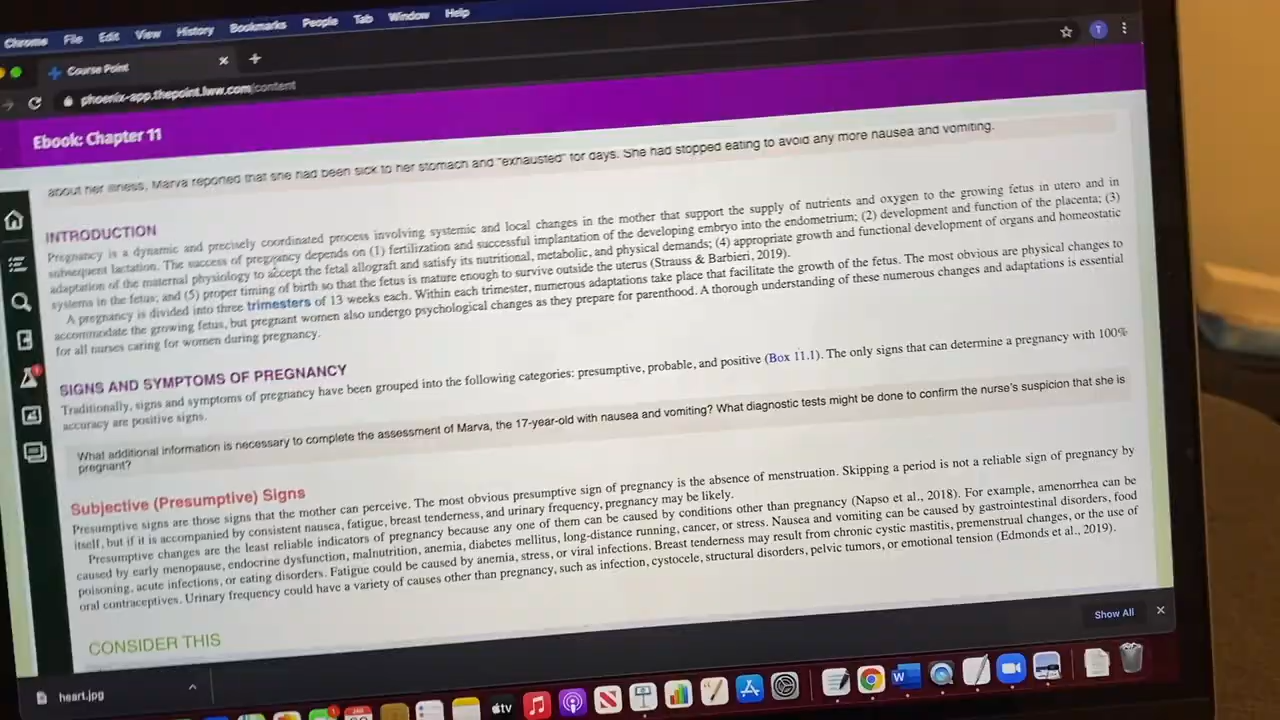 Chrome File Edit View History Bookmarks People Tab Window Help
Course Point
phoenix-app.thepoint.lww.com/content
T
Ebook: Chapter 11
about her illness, Marva reported that she had been sick to her stomach and "exhausted" for days. She had stopped eating to avoid any more nausea and vomiting.
INTRODUCTION
Pregnancy is a dynamic and precisely coordinated process involving systemic and local changes in the mother that support the supply of nutrients and oxygen to the growing fetus in utero and in
subsequent lactation. The success of pregnancy depends on (1) fertilization and successful implantation of the developing embryo into the endometrium; (2) development and function of the placenta; (3)
adaptation of the maternal physiology to accept the fetal allograft and satisfy its nutritional, metabolic, and physical demands; (4) appropriate growth and functional development of organs and homeostatic
systems in the fetus; and (5) proper timing of birth so that the fetus is mature enough to survive outside the uterus (Strauss & Barbieri, 2019).
A pregnancy is divided into three trimesters of 13 weeks each. Within each trimester, numerous adaptations take place that facilitate the growth of the fetus. The most obvious are physical changes to
accommodate the growing fetus, but pregnant women also undergo psychological changes as they prepare for parenthood. A thorough understanding of these numerous changes and adaptations is essential
for all nurses caring for women during pregnancy.
SIGNS AND SYMPTOMS OF PREGNANCY
Traditionally, signs and symptoms of pregnancy have been grouped into the following categories: presumptive, probable, and positive (Box 11.1). The only signs that can determine a pregnancy with 100%
accuracy are positive signs.
What additional information is necessary to complete the assessment of Marva, the 17-year-old with nausea and vomiting? What diagnostic tests might be done to confirm the nurse's suspicion that she is
pregnant?
Subjective (Presumptive) Signs
Presumptive signs are those signs that the mother can perceive. The most obvious presumptive sign of pregnancy is the absence of menstruation. Skipping a period is not a reliable sign of pregnancy by
itself, but if it is accompanied by consistent nausea, fatigue, breast tenderness, and urinary frequency, pregnancy may be likely.
Presumptive changes are the least reliable indicators of pregnancy because any one of them can be caused by conditions other than pregnancy (Napso et al., 2018). For example, amenorrhea can be
caused by early menopause, endocrine dysfunction, malnutrition, anemia, diabetes mellitus, long-distance running, cancer, or stress. Nausea and vomiting can be caused by gastrointestinal disorders, food
poisoning, acute infections, or eating disorders. Fatigue could be caused by anemia, stress, or viral infections. Breast tenderness may result from chronic cystic mastitis, premenstrual changes, or the use of
oral contraceptives. Urinary frequency could have a variety of causes other than pregnancy, such as infection, cystocele, structural disorders, pelvic tumors, or emotional tension (Edmonds et al., 2019).
CONSIDER THIS
Show All
heart.jpg
tv
W